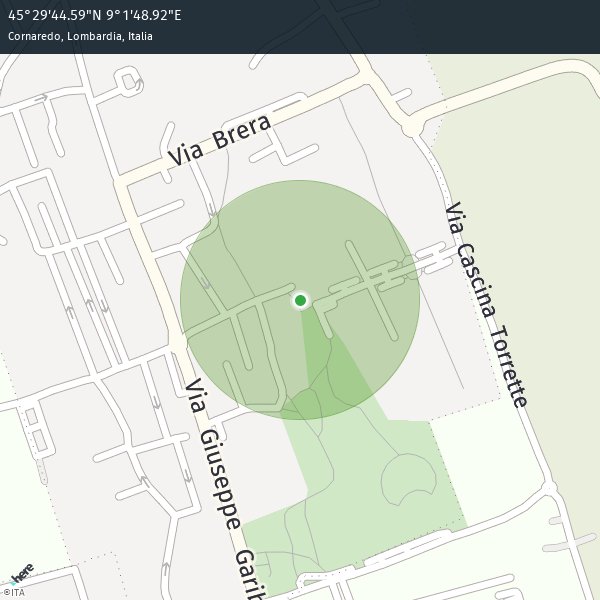 45°29'44.59"N 9°1'48.92"E
Cornaredo, Lombardia, Italia
Via Brera
Via Cascina Torrette
Via Giuseppe Garib
here
©ITA